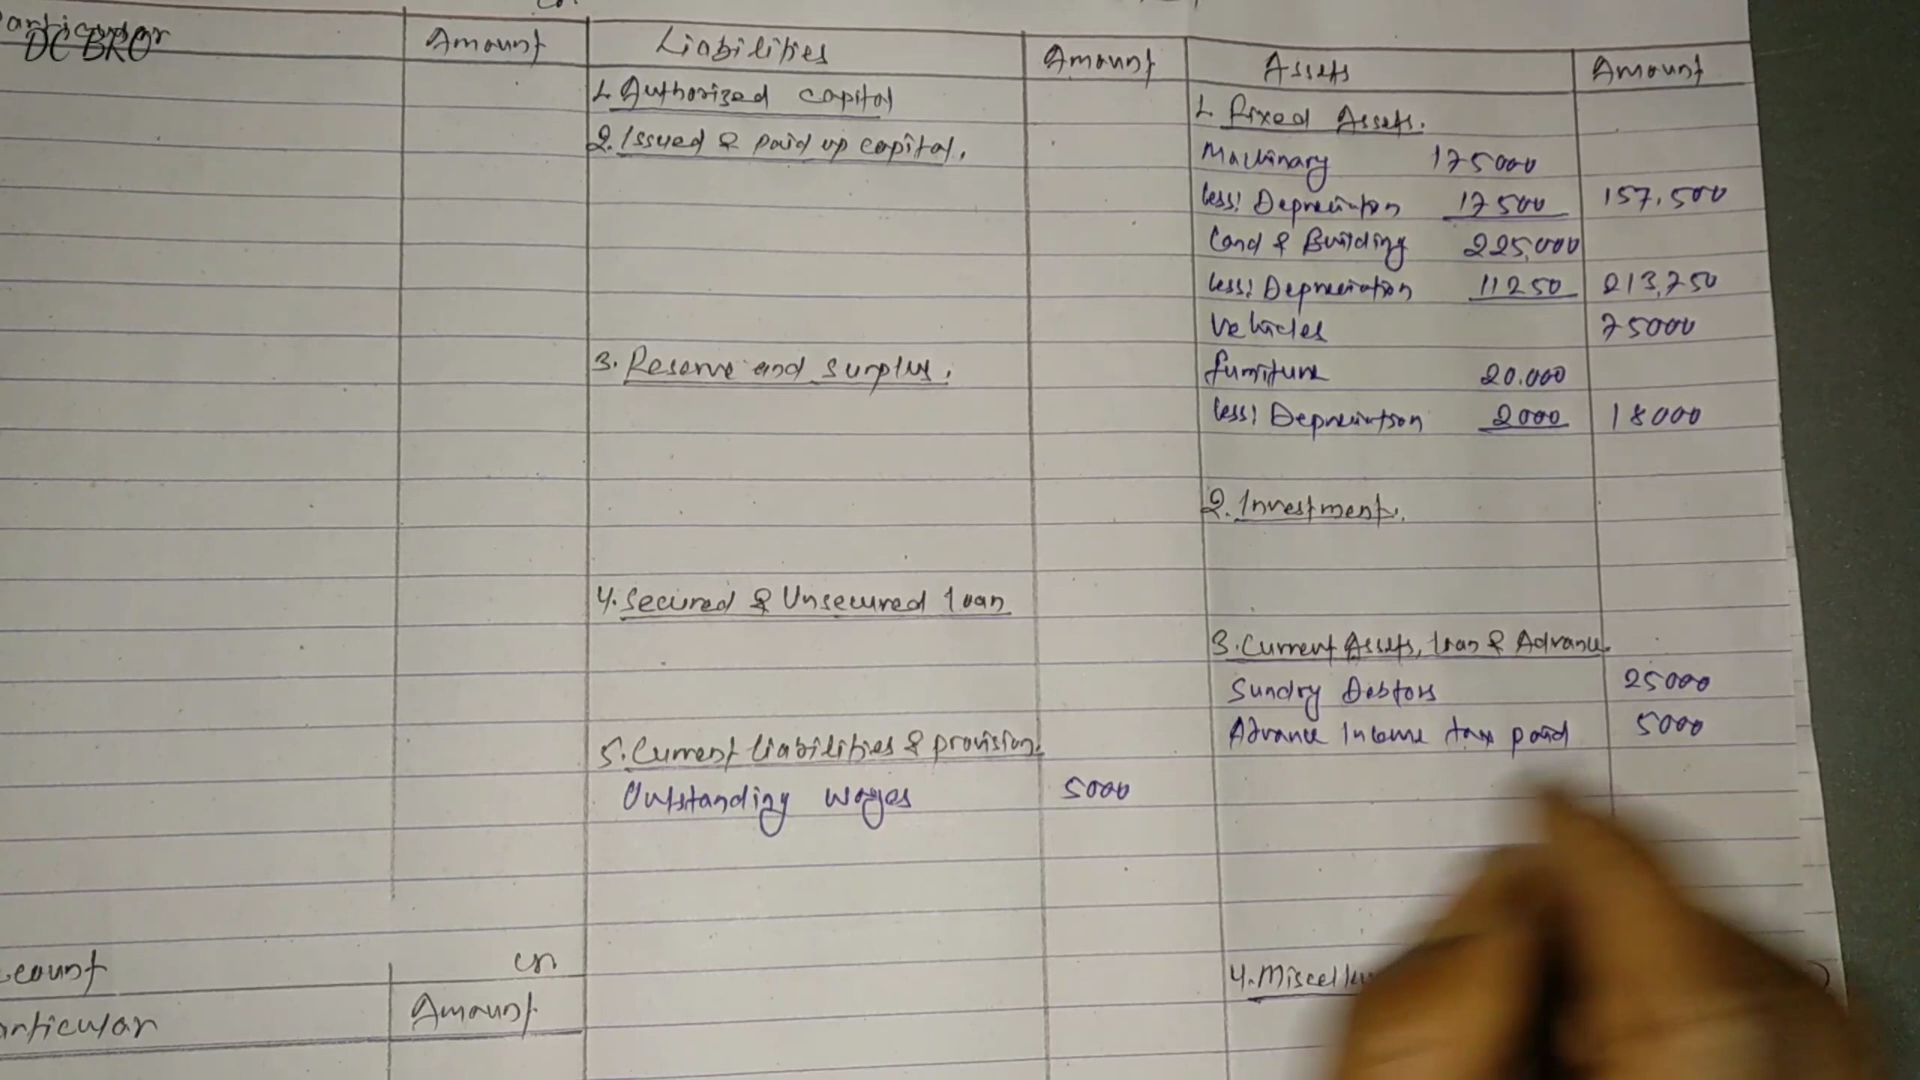 DC BRO
Amount
Liabilities
Amount
Assets
Amount
1. Authorized capital
2. Issued & paid up capital.
3. Reserve and surplus.
4. Secured & Unsecured loan
5. Current liabilities & provision.
Outstanding wages 5000
1. Fixed Assets.
Machinary 175000
less: Depreciation 17500 157,500
Land & Building 225,000
less: Depreciation 11250 213,750
Vehicles 75000
furniture 20,000
less: Depreciation 2000 18000
2. Investment.
3. Current Assets, loan & Advance.
Sundry Debtors 25000
Advance Income tax paid 5000
4. Miscell
count cr.
articular Amount